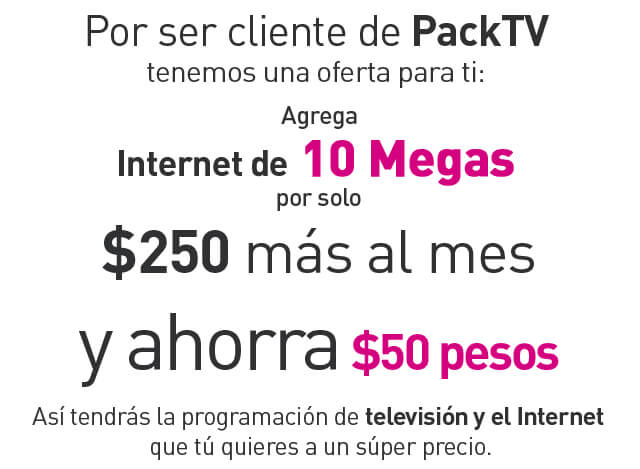 Por ser cliente de PackTV
tenemos una oferta para ti:
Agrega
Internet de 10 Megas
por solo
$250 más al mes
y ahorra $50 pesos
Así tendrás la programación de televisión y el Internet
que tú quieres a un súper precio.